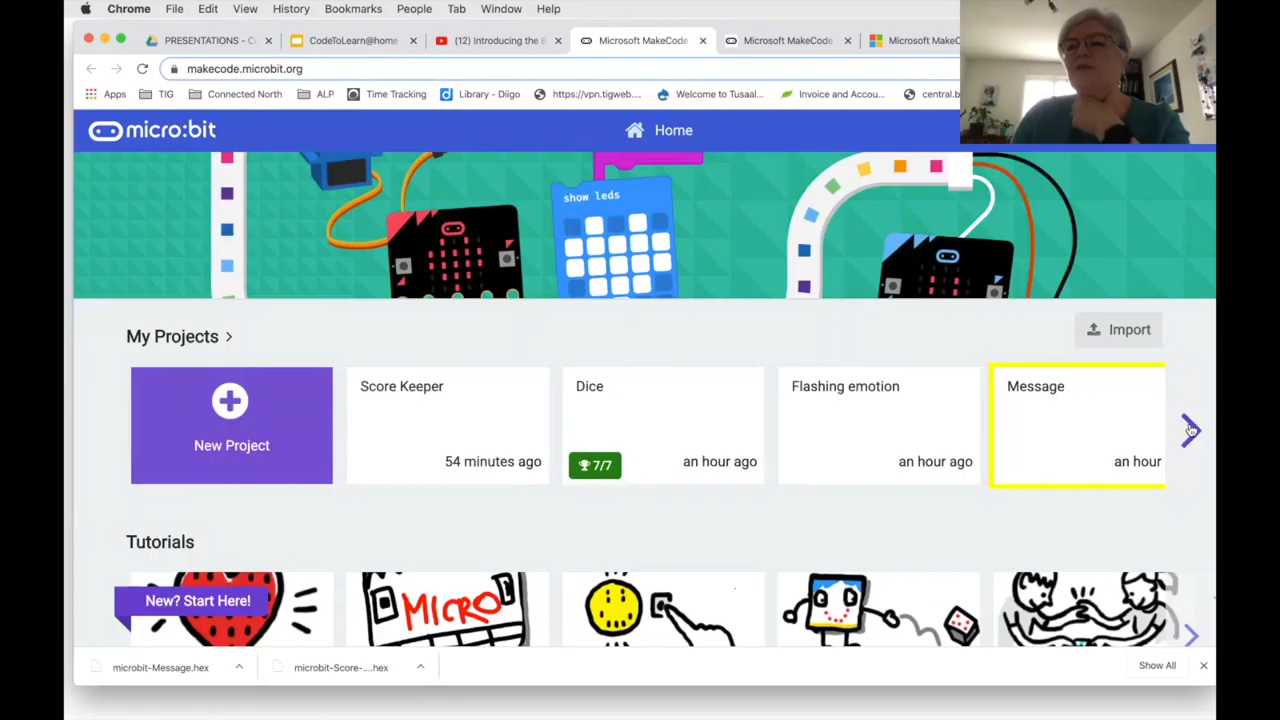 Chrome File Edit View History Bookmarks People Tab Window Help
PRESENTATIONS - C CodeToLearn@home (12) Introducing the E Microsoft MakeCode Microsoft MakeCode Microsoft MakeC
makecode.microbit.org
Apps TIG Connected North ALP Time Tracking Library - Diigo https://vpn.tigweb.... Welcome to Tusaal... Invoice and Accou... central.b
micro:bit Home
show leds
My Projects > Import
Score Keeper Dice Flashing emotion Message
New Project
54 minutes ago 7/7 an hour ago an hour ago an hour
Tutorials
New? Start Here!
MICRO
microbit-Message.hex microbit-Score-....hex Show All